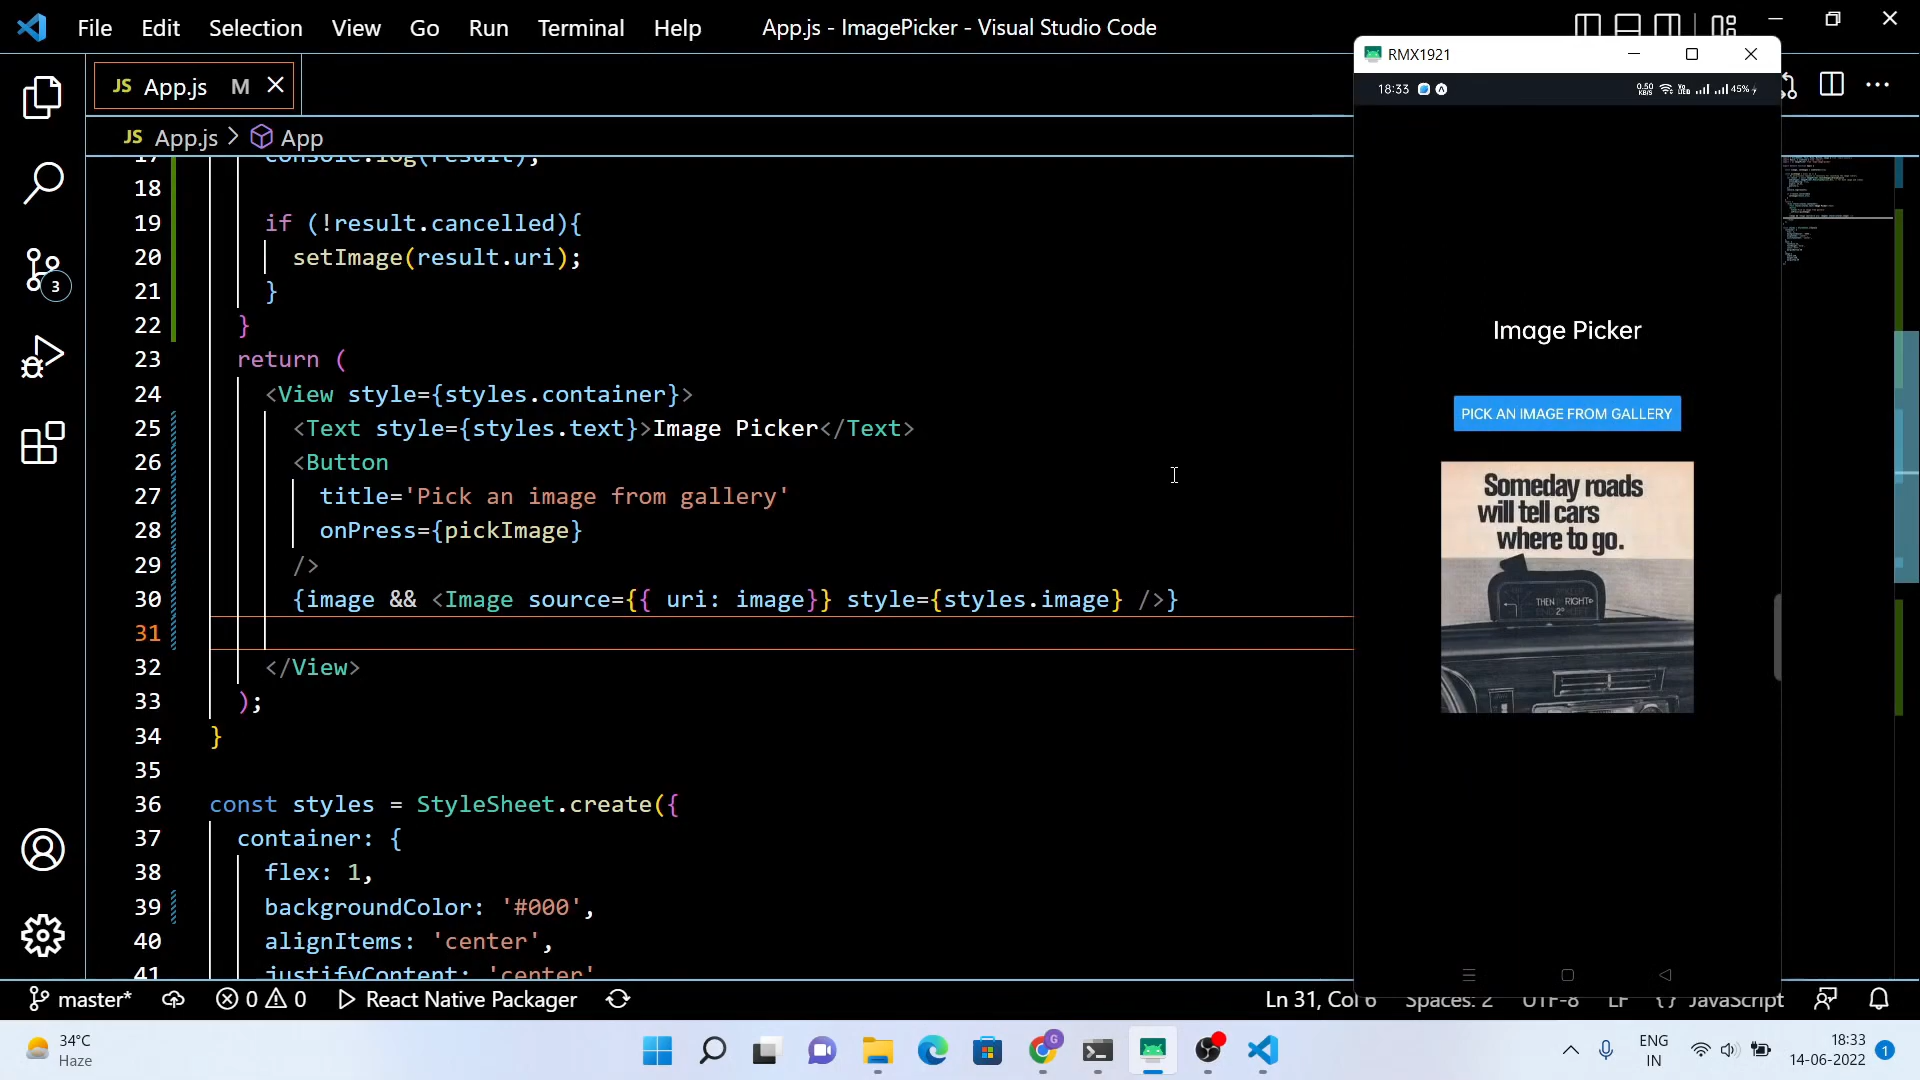 File Edit Selection View Go Run Terminal Help App.js - ImagePicker - Visual Studio Code
JS App.js M
JS App.js > App
17 console.log(result);
18
19 if (!result.cancelled){
20 setImage(result.uri);
21 }
22 }
23 return (
24 <View style={styles.container}>
25 <Text style={styles.text}>Image Picker</Text>
26 <Button
27 title='Pick an image from gallery'
28 onPress={pickImage}
29 />
30 {image && <Image source={{ uri: image}} style={styles.image} />}
31
32 </View>
33 );
34 }
35
36 const styles = StyleSheet.create({
37 container: {
38 flex: 1,
39 backgroundColor: '#000',
40 alignItems: 'center',
41 justifyContent: 'center'
3
RMX1921
18:33 0.50 KB/S 45%
Image Picker
PICK AN IMAGE FROM GALLERY
Someday roads
will tell cars
where to go.
THEN RIGHT
2º
master* 0 0 React Native Packager Ln 31, Col 6 Spaces: 2 UTF-8 LF {} JavaScript
34°C
Haze
G
ENG
IN
18:33
14-06-2022
1